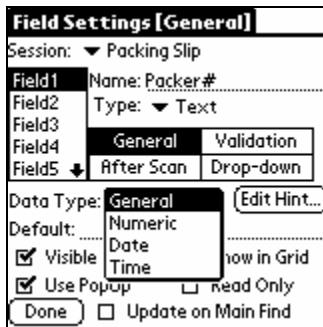 Field Settings [General]
Session: Packing Slip
Field1 Name: Packer#
Field2 Type: Text
Field3
Field4 General Validation
Field5 After Scan Drop-down
Data Type: General Edit Hint...
Numeric
Default:
Date
Visible how in Grid
Time
Use PopUp Read Only
Done Update on Main Find